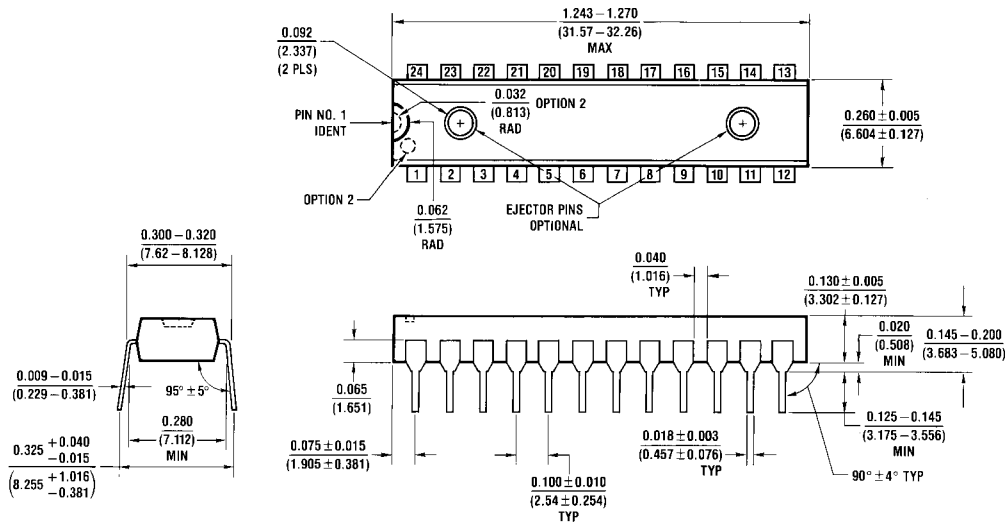 1.243–1.270
(31.57–32.26)
MAX
0.092
(2.337)
(2 PLS)
24 23 22 21 20 19 18 17 16 15 14 13
0.032
(0.813)
RAD
OPTION 2
PIN NO. 1
IDENT
0.260 ± 0.005
(6.604 ± 0.127)
1 2 3 4 5 6 7 8 9 10 11 12
OPTION 2
0.062
(1.575)
RAD
EJECTOR PINS
OPTIONAL
0.300 – 0.320
(7.62 – 8.128)
0.040
(1.016)
TYP
0.130 ± 0.005
(3.302 ± 0.127)
0.020
(0.508)
MIN
0.145–0.200
(3.683–5.080)
0.009–0.015
(0.229–0.381)
95° ± 5°
0.065
(1.651)
0.280
(7.112)
MIN
0.125–0.145
(3.175–3.556)
MIN
0.325 +0.040
–0.015
(8.255 +1.016
–0.381)
0.075 ± 0.015
(1.905 ± 0.381)
0.018 ± 0.003
(0.457 ± 0.076)
TYP
90° ± 4° TYP
0.100 ± 0.010
(2.54 ± 0.254)
TYP